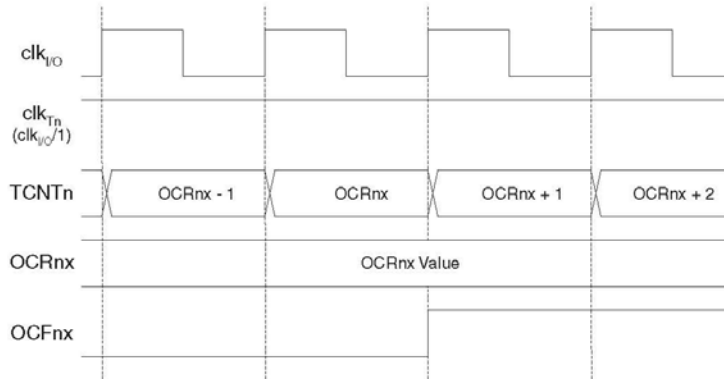 clkI/O
clkTn
(clkI/O/1)
TCNTn OCRnx - 1 OCRnx OCRnx + 1 OCRnx + 2
OCRnx OCRnx Value
OCFnx